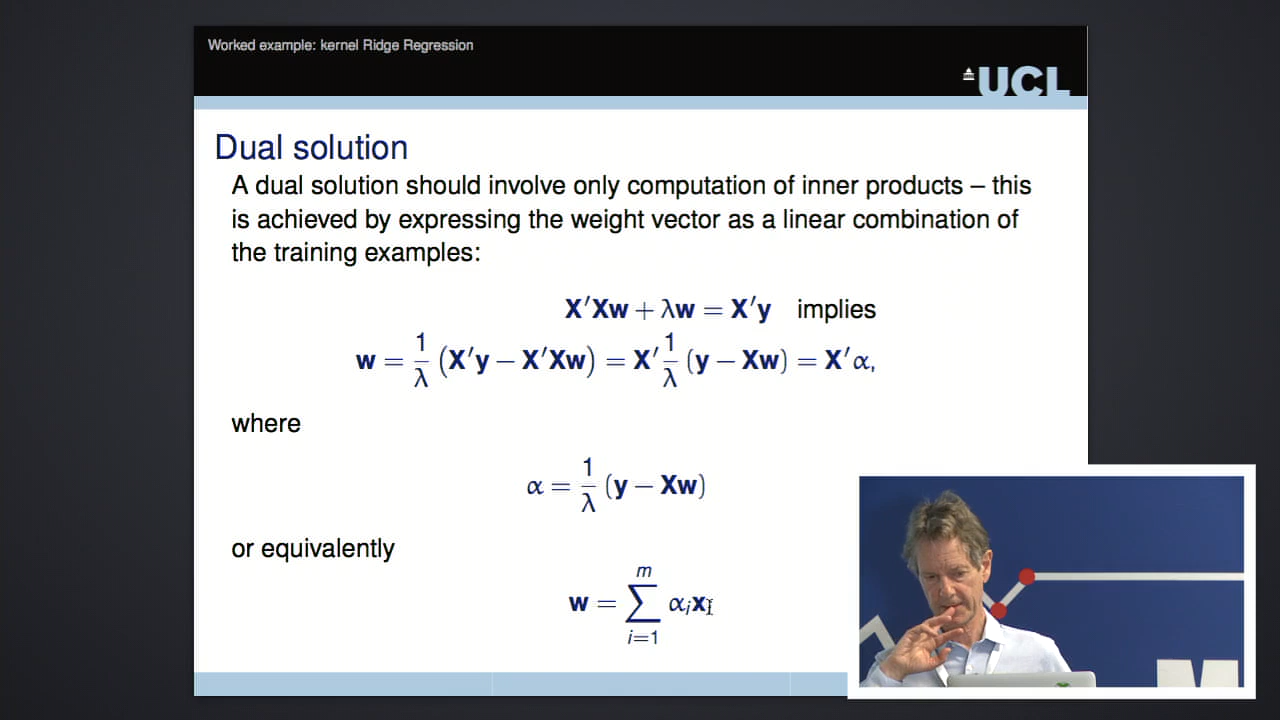 Worked example: kernel Ridge Regression
UCL
Dual solution
A dual solution should involve only computation of inner products – this
is achieved by expressing the weight vector as a linear combination of
the training examples:
X′Xw + λw = X′y implies
w = 1/λ (X′y − X′Xw) = X′ 1/λ (y − Xw) = X′α,
where
α = 1/λ (y − Xw)
or equivalently
w = ∑_{i=1}^{m} α_i x_i
M